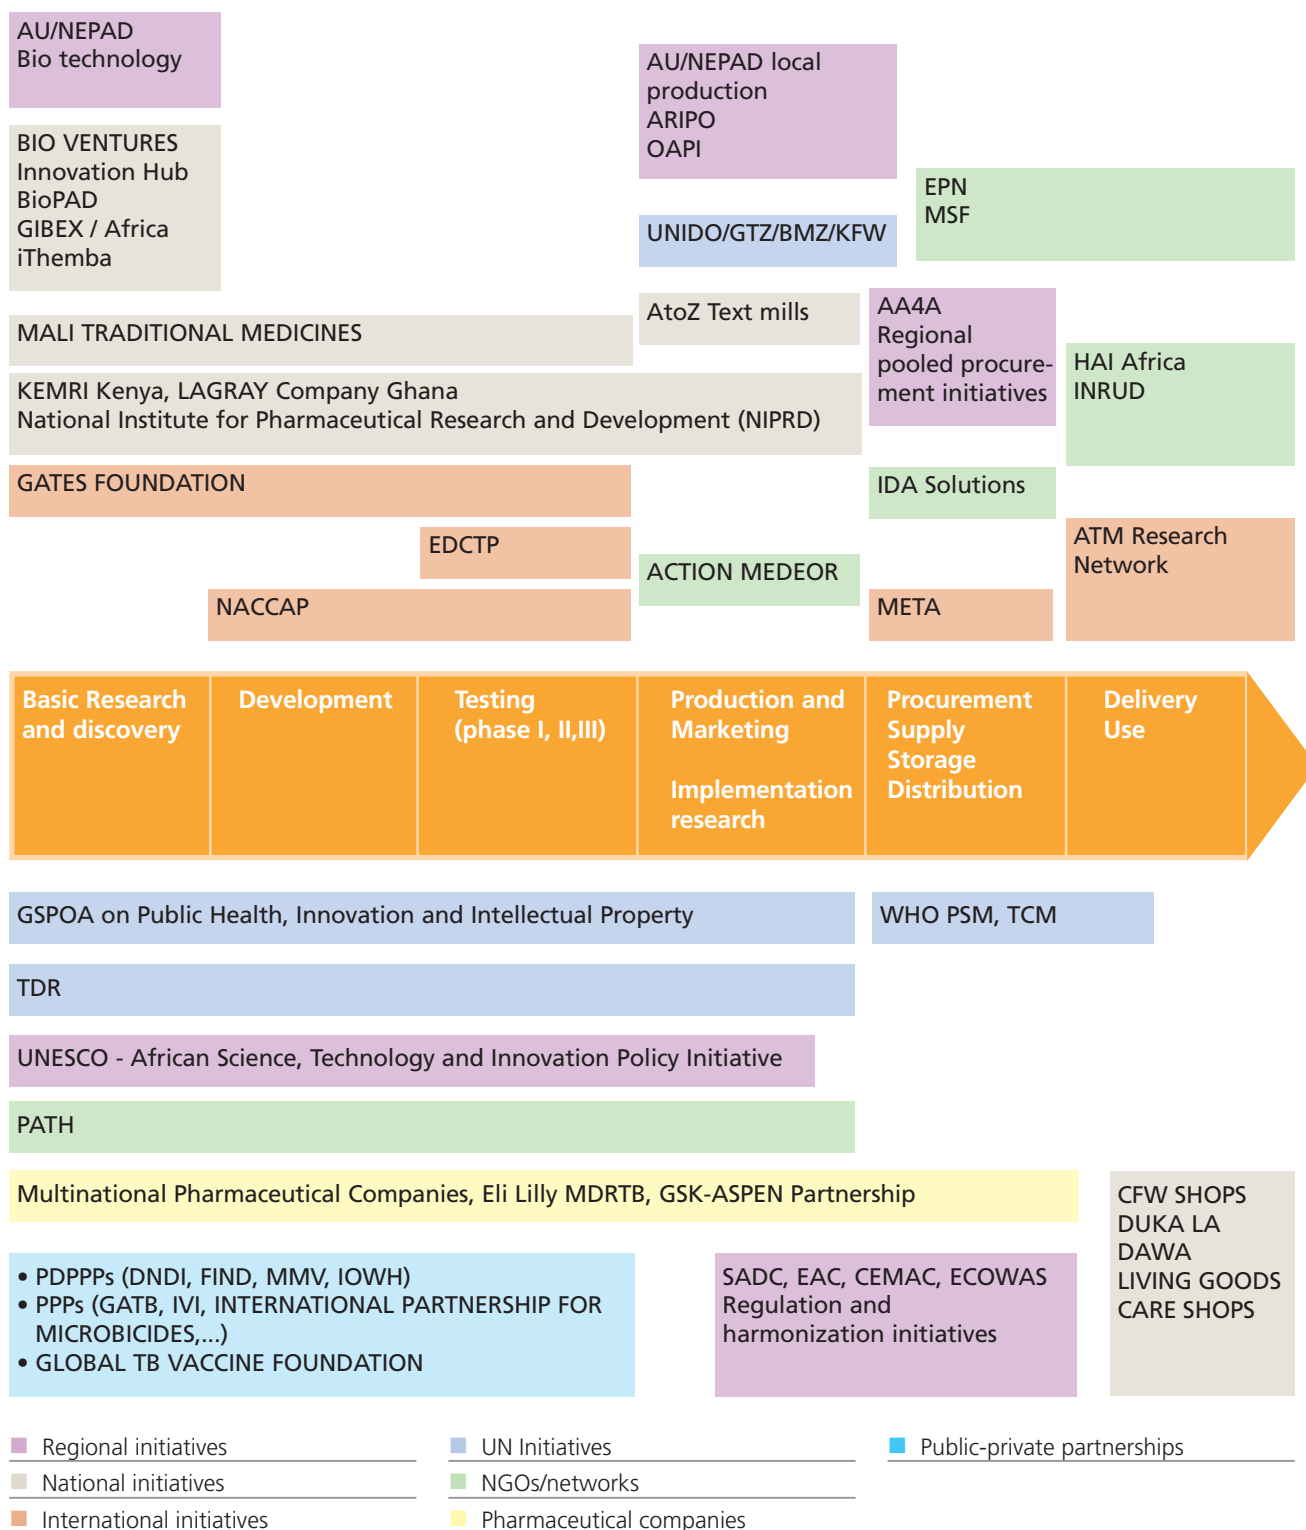 AU/NEPAD
Bio technology
AU/NEPAD local
production
ARIPO
OAPI
BIO VENTURES
Innovation Hub
BioPAD
GIBEX / Africa
iThemba
EPN
MSF
UNIDO/GTZ/BMZ/KFW
AtoZ Text mills
AA4A
Regional
pooled procure-
ment initiatives
MALI TRADITIONAL MEDICINES
HAI Africa
INRUD
KEMRI Kenya, LAGRAY Company Ghana
National Institute for Pharmaceutical Research and Development (NIPRD)
GATES FOUNDATION
IDA Solutions
EDCTP
ATM Research
Network
ACTION MEDEOR
NACCAP
META
Basic Research
and discovery
Development
Testing
(phase I, II,III)
Production and
Marketing
Implementation
research
Procurement
Supply
Storage
Distribution
Delivery
Use
GSPOA on Public Health, Innovation and Intellectual Property
WHO PSM, TCM
TDR
UNESCO - African Science, Technology and Innovation Policy Initiative
PATH
Multinational Pharmaceutical Companies, Eli Lilly MDRTB, GSK-ASPEN Partnership
CFW SHOPS
DUKA LA
DAWA
LIVING GOODS
CARE SHOPS
• PDPPPs (DNDI, FIND, MMV, IOWH)
• PPPs (GATB, IVI, INTERNATIONAL PARTNERSHIP FOR
MICROBICIDES,...)
• GLOBAL TB VACCINE FOUNDATION
SADC, EAC, CEMAC, ECOWAS
Regulation and
harmonization initiatives
Regional initiatives
National initiatives
International initiatives
UN Initiatives
NGOs/networks
Pharmaceutical companies
Public-private partnerships